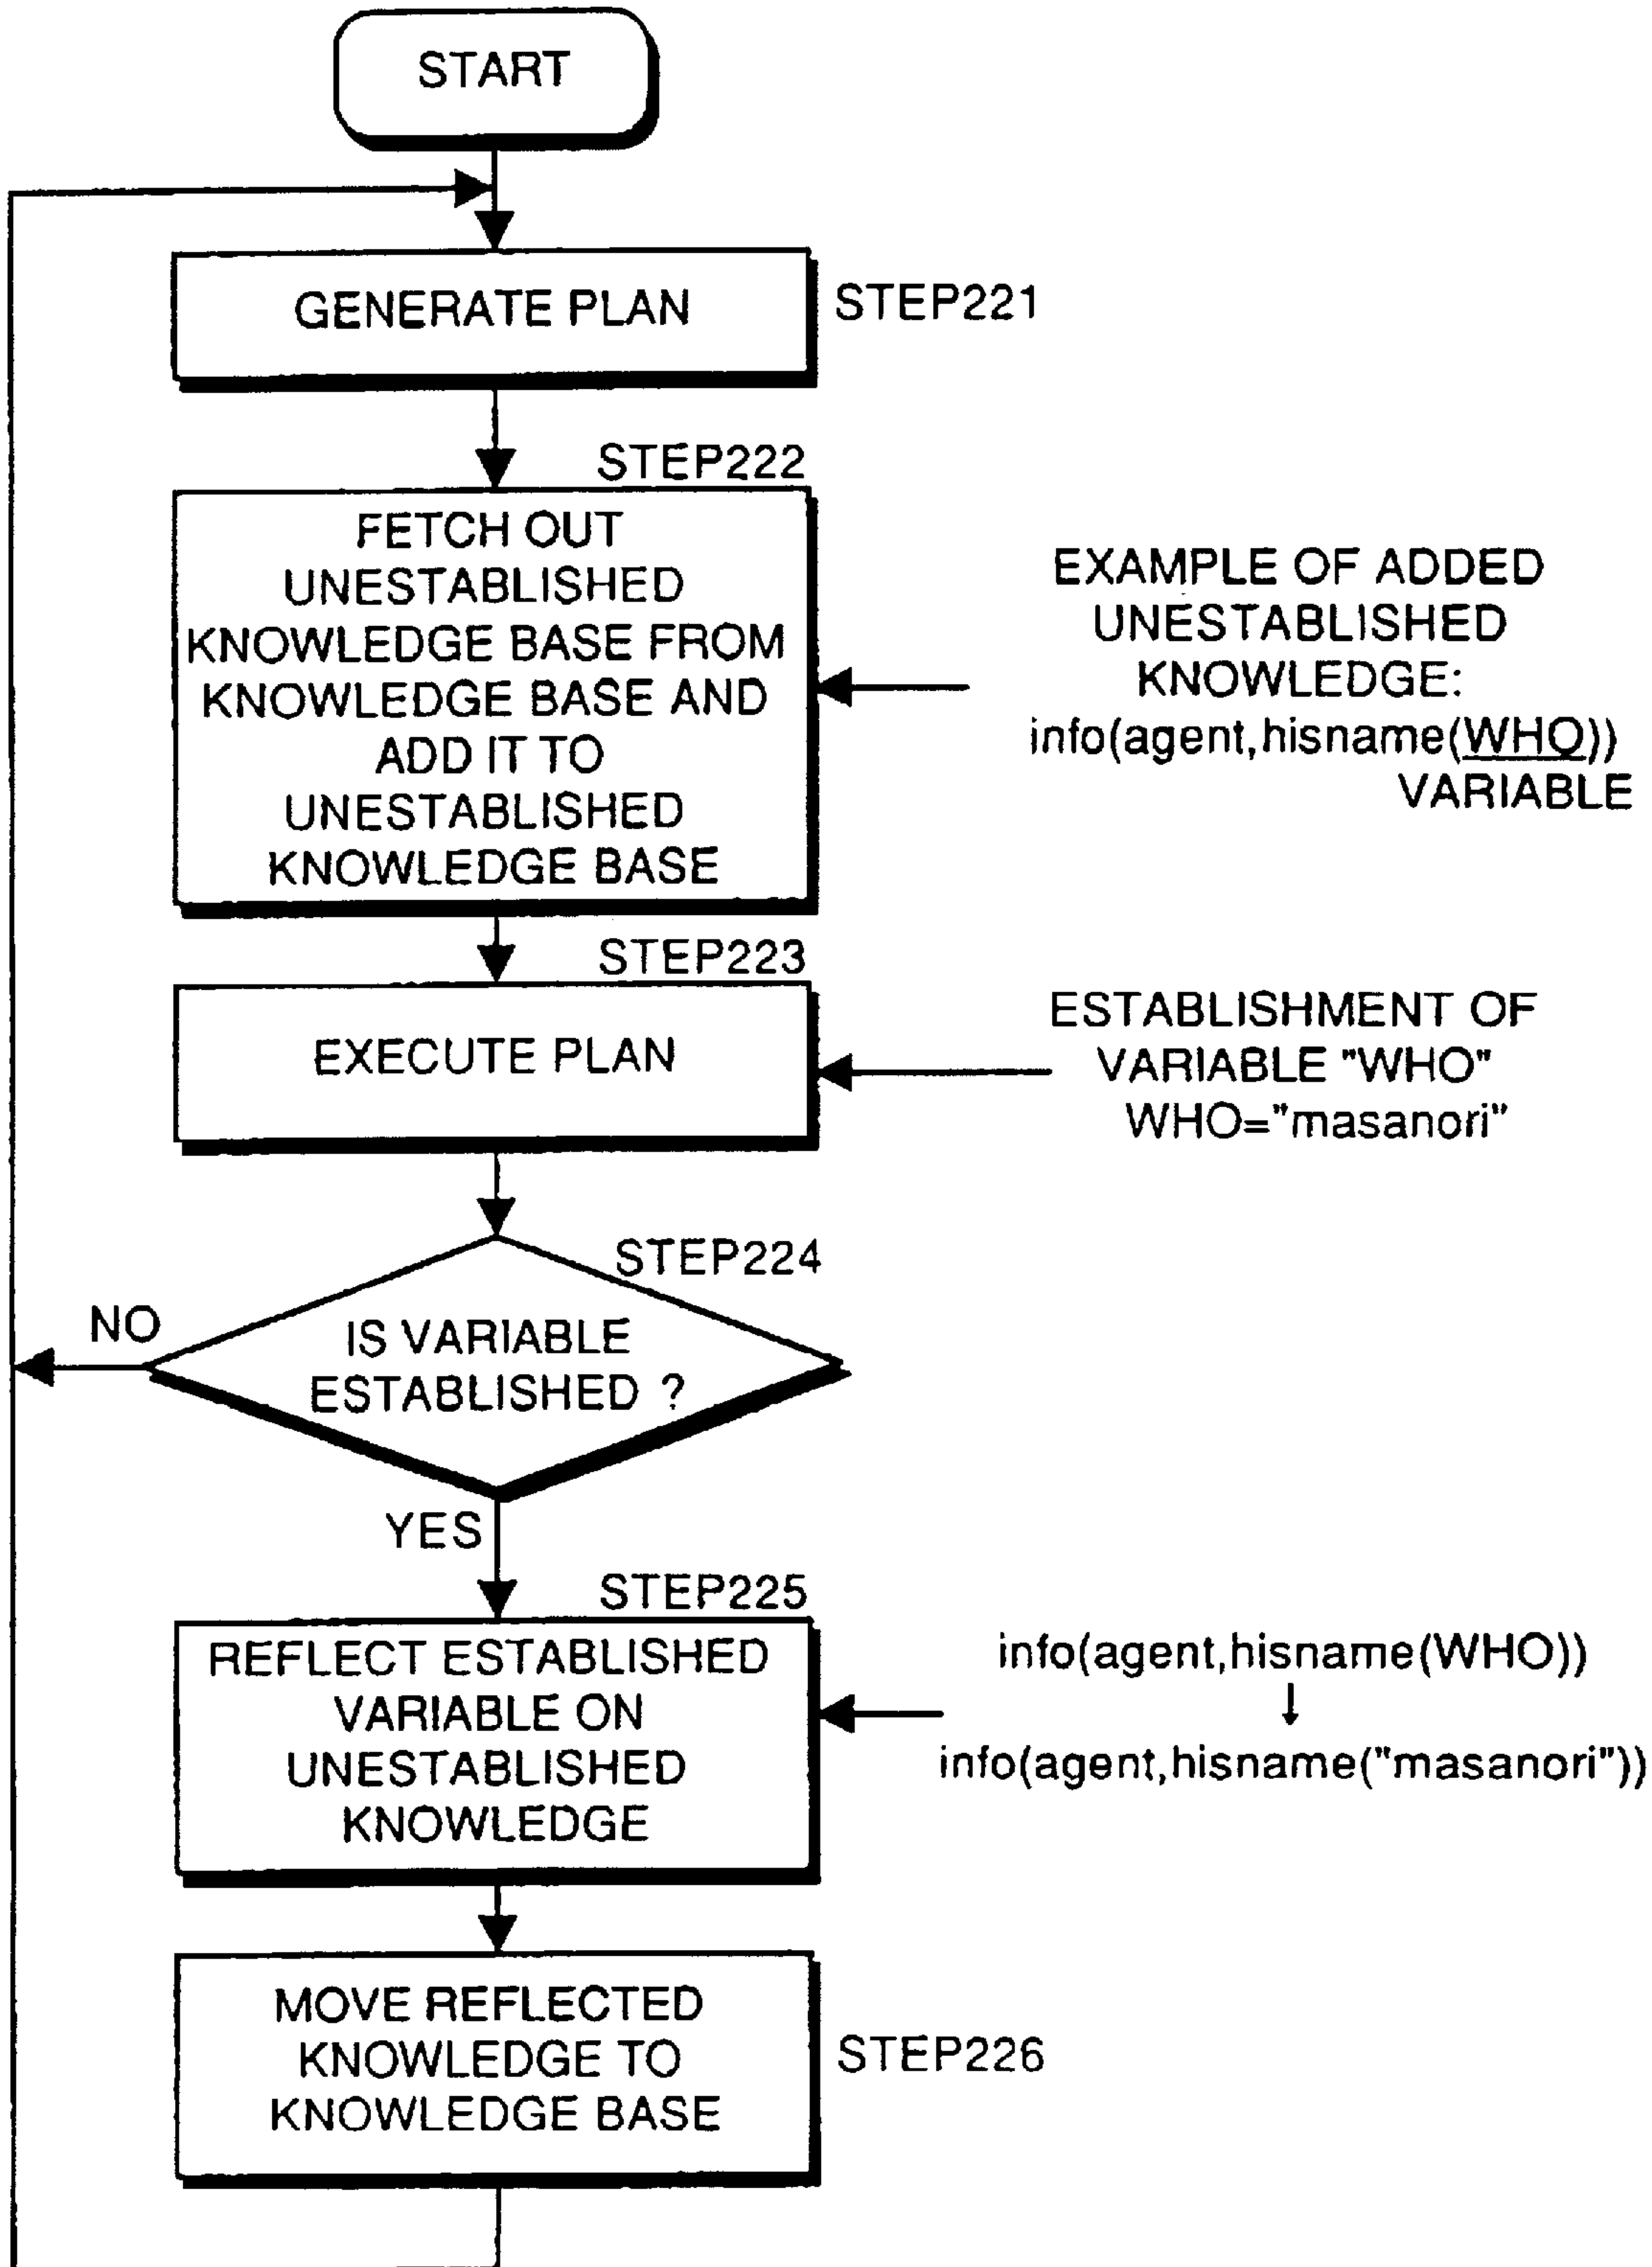 START
GENERATE PLAN
STEP221
STEP222
FETCH OUT
UNESTABLISHED
KNOWLEDGE BASE FROM
KNOWLEDGE BASE AND
ADD IT TO
UNESTABLISHED
KNOWLEDGE BASE
EXAMPLE OF ADDED
UNESTABLISHED
KNOWLEDGE:
info(agent,hisname(WHO))
VARIABLE
STEP223
EXECUTE PLAN
ESTABLISHMENT OF
VARIABLE "WHO"
WHO="masanori"
STEP224
NO
IS VARIABLE
ESTABLISHED ?
YES
STEP225
REFLECT ESTABLISHED
VARIABLE ON
UNESTABLISHED
KNOWLEDGE
info(agent,hisname(WHO))
info(agent,hisname("masanori"))
MOVE REFLECTED
KNOWLEDGE TO
KNOWLEDGE BASE
STEP226